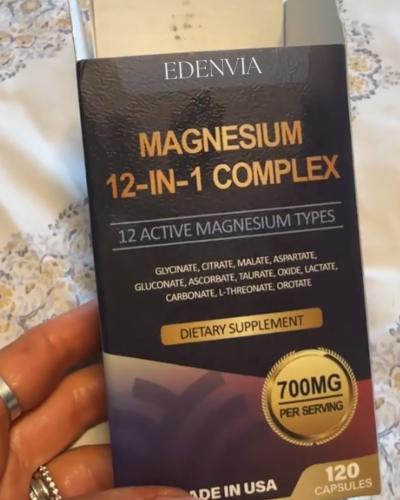 EDENVIA
MAGNESIUM
12-IN-1 COMPLEX
12 ACTIVE MAGNESIUM TYPES
GLYCINATE, CITRATE, MALATE, ASPARTATE,
GLUCONATE, ASCORBATE, TAURATE, OXIDE, LACTATE,
CARBONATE, L-THREONATE, OROTATE
DIETARY SUPPLEMENT
700MG
PER SERVING
ADE IN USA
120
CAPSULES